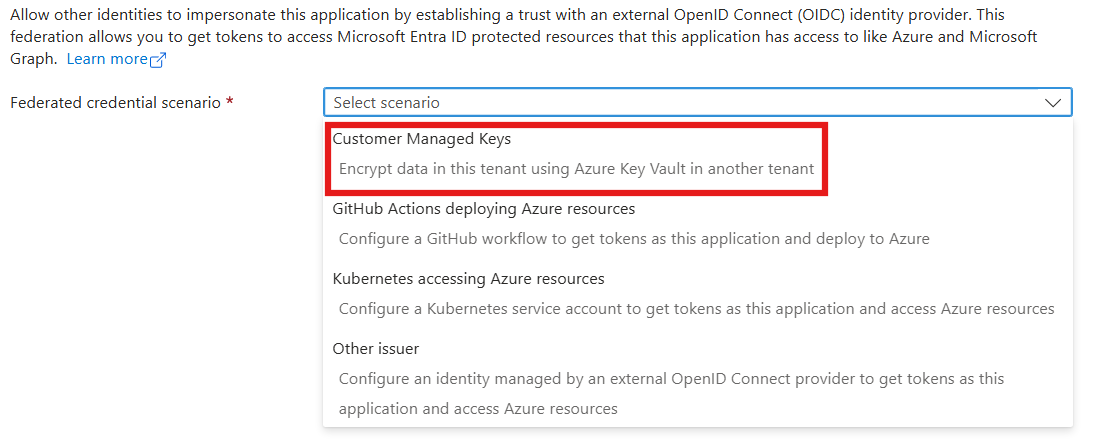 Allow other identities to impersonate this application by establishing a trust with an external OpenID Connect (OIDC) identity provider. This
federation allows you to get tokens to access Microsoft Entra ID protected resources that this application has access to like Azure and Microsoft
Graph. Learn more
Federated credential scenario *
Select scenario
Customer Managed Keys
Encrypt data in this tenant using Azure Key Vault in another tenant
GitHub Actions deploying Azure resources
Configure a GitHub workflow to get tokens as this application and deploy to Azure
Kubernetes accessing Azure resources
Configure a Kubernetes service account to get tokens as this application and access Azure resources
Other issuer
Configure an identity managed by an external OpenID Connect provider to get tokens as this
application and access Azure resources